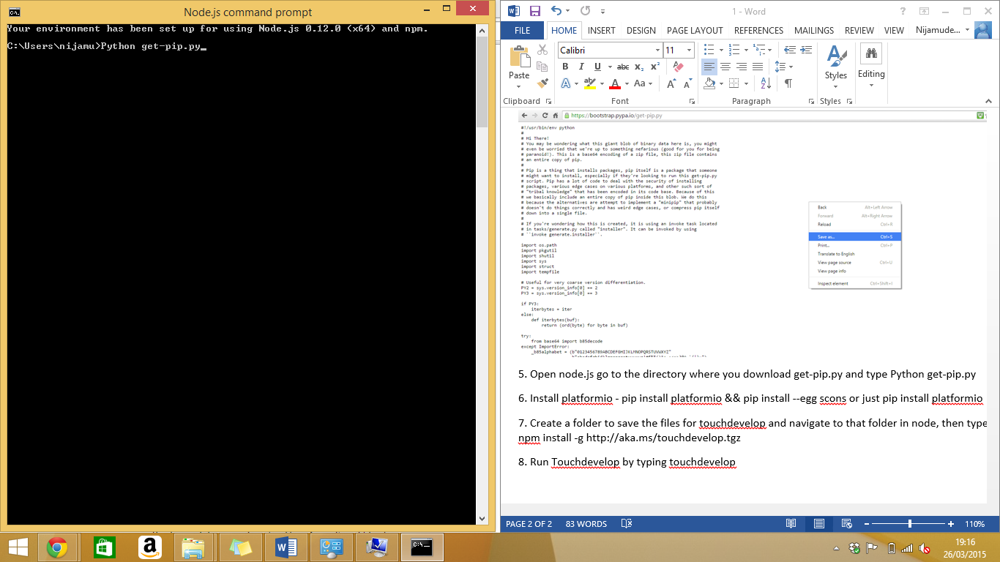 Node.js command prompt
Your environment has been set up for using Node.js 0.12.0 (x64) and npm.
C:\Users\nijamu>Python get-pip.py_
1 - Word
FILE HOME INSERT DESIGN PAGE LAYOUT REFERENCES MAILINGS REVIEW VIEW Nijamude...
Calibri 11
Paste
Styles
Editing
Clipboard Font Paragraph Styles
https://bootstrap.pypa.io/get-pip.py
#!/usr/bin/env python
#
# Hi There!
# You may be wondering what this giant blob of binary data here is, you might
# even be worried that we're up to something nefarious (good for you for being
# paranoid!). This is a base64 encoding of a zip file, this zip file contains
# an entire copy of pip.
#
# Pip is a thing that installs packages, pip itself is a package that someone
# might want to install, especially if they're looking to run this get-pip.py
# script. Pip has a lot of code to deal with the security of installing
# packages, various edge cases on various platforms, and other such sort of
# "tribal knowledge" that has been encoded in its code base. Because of this
# we basically include an entire copy of pip inside this blob. We do this
# because the alternatives are attempt to implement a "minipip" that probably
# doesn't do things correctly and has weird edge cases, or compress pip itself
# down into a single file.
#
# If you're wondering how this is created, it is using an invoke task located
# in tasks/generate.py called "installer". It can be invoked by using
# ``invoke generate.installer``.
import os.path
import pkgutil
import shutil
import sys
import struct
import tempfile
# Useful for very coarse version differentiation.
PY2 = sys.version_info[0] == 2
PY3 = sys.version_info[0] == 3
if PY3:
iterbytes = iter
else:
def iterbytes(buf):
return (ord(byte) for byte in buf)
try:
from base64 import b85decode
except ImportError:
_b85alphabet = (b"0123456789ABCDEFGHIJKLMNOPQRSTUVWXYZ"
Back Alt+Left Arrow
Forward Alt+Right Arrow
Reload Ctrl+R
Save as... Ctrl+S
Print... Ctrl+P
Translate to English
View page source Ctrl+U
View page info
Inspect element Ctrl+Shift+I
5. Open node.js go to the directory where you download get-pip.py and type Python get-pip.py
6. Install platformio - pip install platformio && pip install --egg scons or just pip install platformio
7. Create a folder to save the files for touchdevelop and navigate to that folder in node, then type
npm install -g http://aka.ms/touchdevelop.tgz
8. Run Touchdevelop by typing touchdevelop
PAGE 2 OF 2 83 WORDS 110%
19:16
26/03/2015